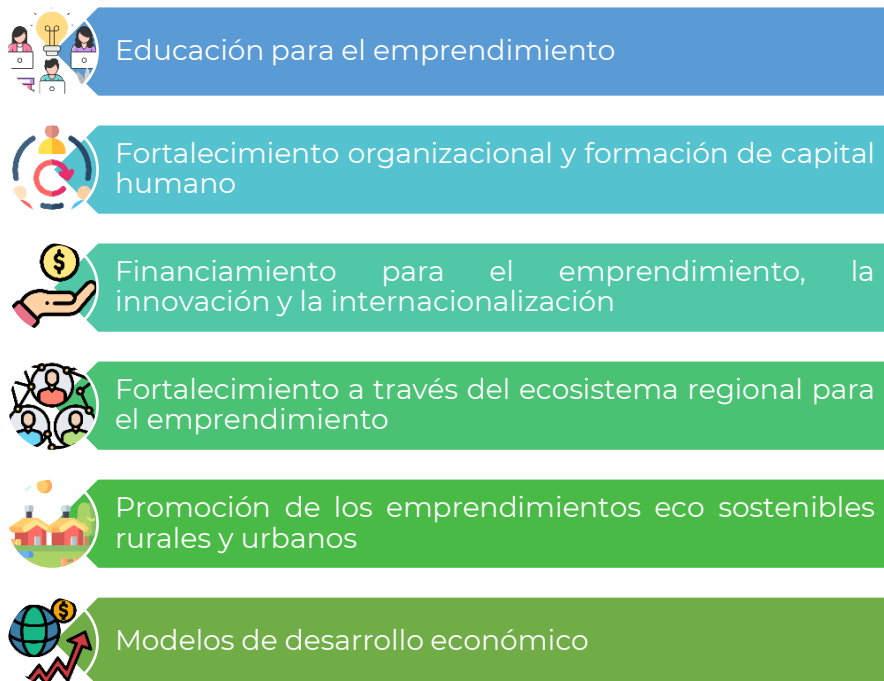 Educación para el emprendimiento
Fortalecimiento organizacional y formación de capital
humano
$
Financiamiento para el emprendimiento, la
innovación y la internacionalización
Fortalecimiento a través del ecosistema regional para
el emprendimiento
Promoción de los emprendimientos eco sostenibles
rurales y urbanos
$
Modelos de desarrollo económico